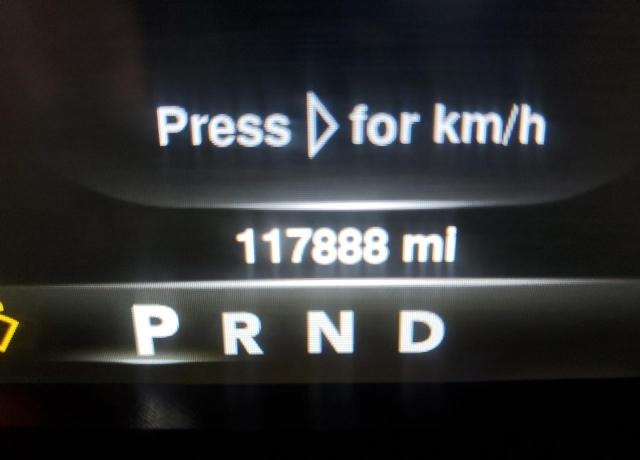 Press ▷ for km/h
117888 mi
P R N D